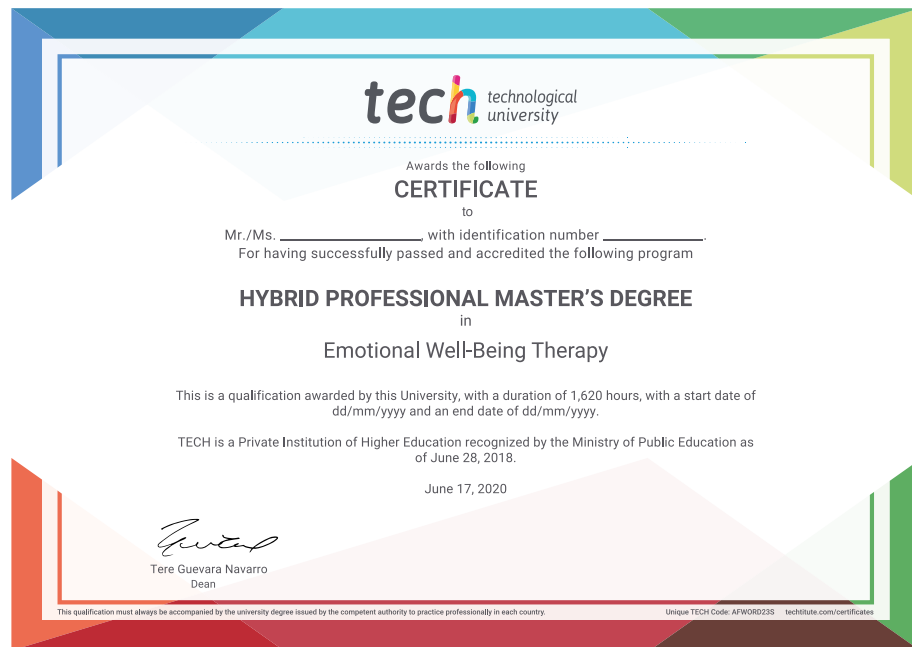 tech technological
university
Awards the following
CERTIFICATE
to
Mr./Ms. ____________________, with identification number ______________.
For having successfully passed and accredited the following program
HYBRID PROFESSIONAL MASTER'S DEGREE
in
Emotional Well-Being Therapy
This is a qualification awarded by this University, with a duration of 1,620 hours, with a start date of
dd/mm/yyyy and an end date of dd/mm/yyyy.
TECH is a Private Institution of Higher Education recognized by the Ministry of Public Education as
of June 28, 2018.
June 17, 2020
Tere Guevara Navarro
Dean
This qualification must always be accompanied by the university degree issued by the competent authority to practice professionally in each country. Unique TECH Code: AFWORD23S techtitute.com/certificates